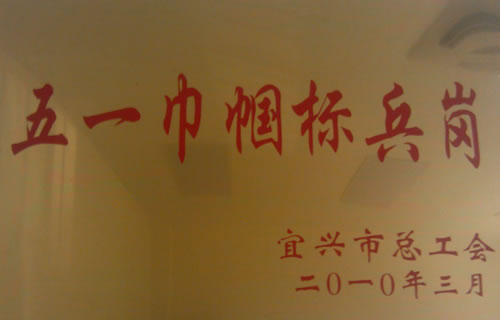 五一巾帼标兵岗
宜兴市总工会
二〇一〇年三月